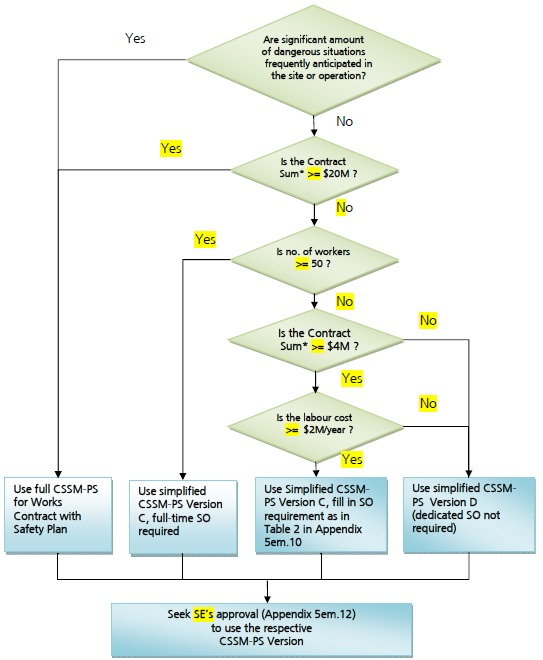 Are significant amount
of dangerous situations
frequently anticipated in
the site or operation?
Yes
No
Is the Contract
Sum* >= $20M ?
Yes
No
Is no. of workers
>= 50 ?
Yes
No
Is the Contract
Sum* >= $4M ?
No
Yes
Is the labour cost
>= $2M/year ?
No
Yes
Use full CSSM-PS
for Works
Contract with
Safety Plan
Use simplified
CSSM-PS Version
C, full-time SO
required
Use Simplified CSSM-
PS Version C, fill in SO
requirement as in
Table 2 in Appendix
5em.10
Use simplified CSSM-
PS Version D
(dedicated SO not
required)
Seek SE's approval (Appendix 5em.12)
to use the respective
CSSM-PS Version